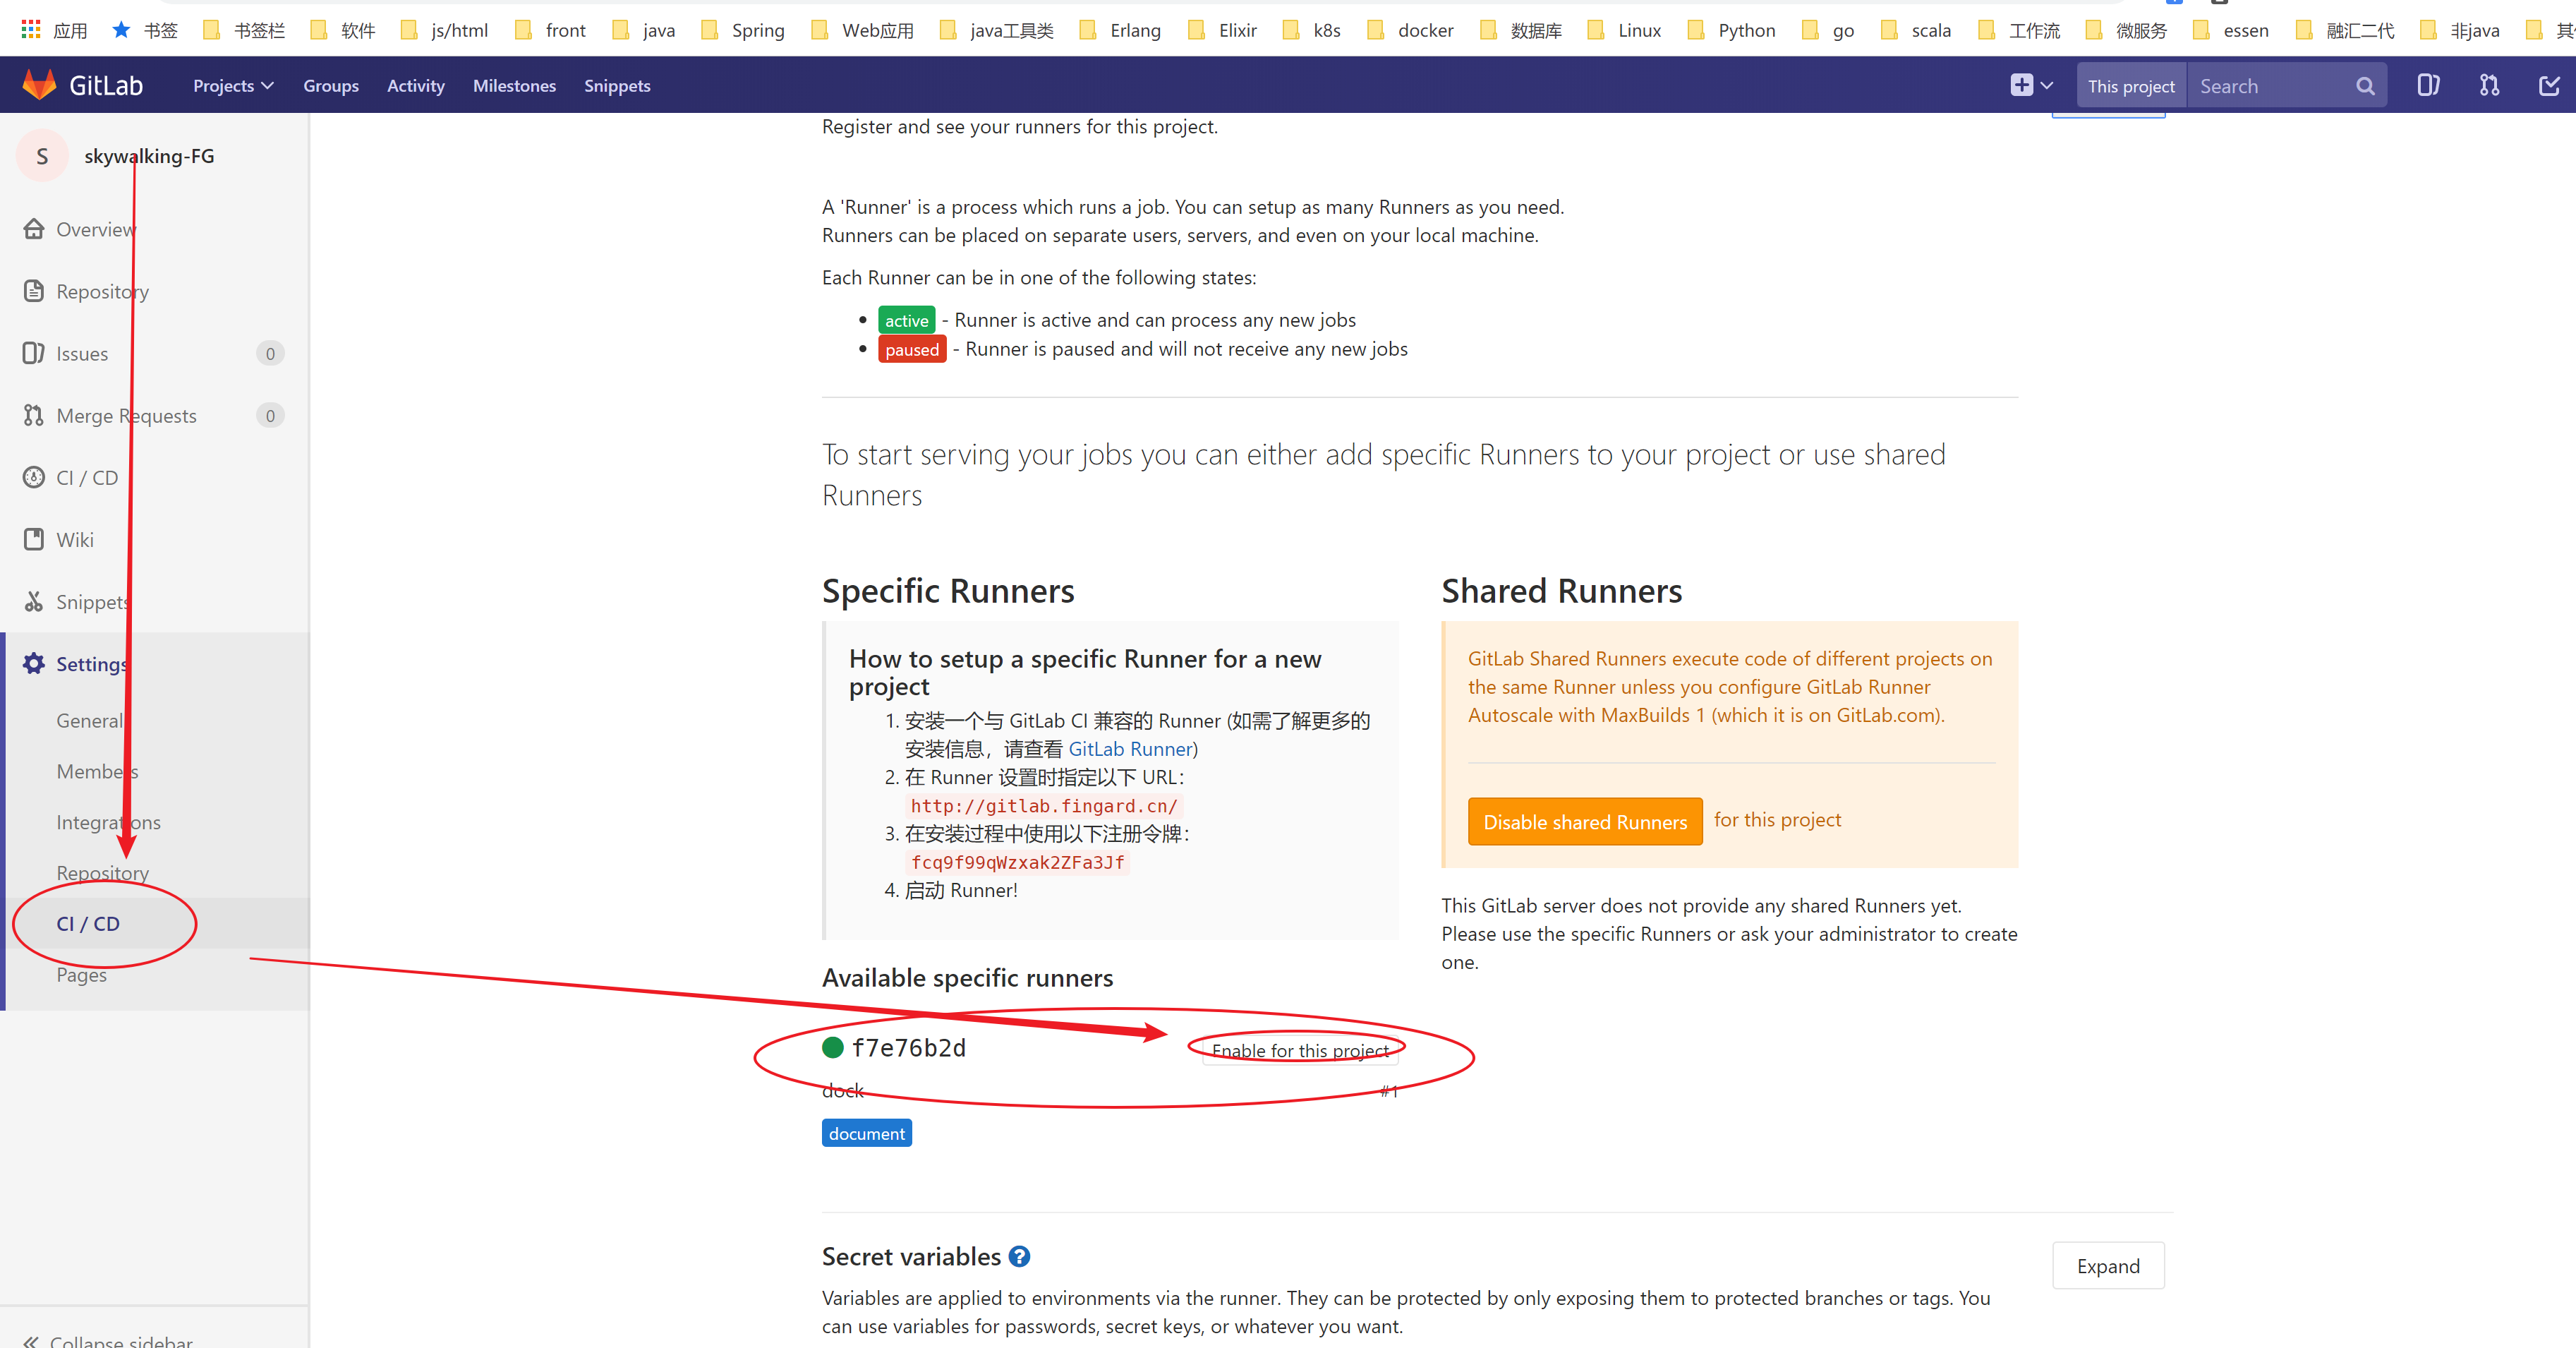 应用 书签 书签栏 软件 js/html front java Spring Web应用 java工具类 Erlang Elixir k8s docker 数据库 Linux Python go scala 工作流 微服务 essen 融汇二代 非java
GitLab Projects Groups Activity Milestones Snippets This project Search
S skywalking-FG
Overview
Repository
Issues 0
Merge Requests 0
CI / CD
Wiki
Snippets
Settings
General
Members
Integrations
Repository
CI / CD
Pages
Collapse sidebar
Register and see your runners for this project.
A 'Runner' is a process which runs a job. You can setup as many Runners as you need.
Runners can be placed on separate users, servers, and even on your local machine.
Each Runner can be in one of the following states:
active - Runner is active and can process any new jobs
paused - Runner is paused and will not receive any new jobs
To start serving your jobs you can either add specific Runners to your project or use shared
Runners
Specific Runners
How to setup a specific Runner for a new
project
1. 安装一个与 GitLab CI 兼容的 Runner (如需了解更多的
安装信息，请查看 GitLab Runner)
2. 在 Runner 设置时指定以下 URL：
http://gitlab.fingard.cn/
3. 在安装过程中使用以下注册令牌：
fcq9f99qWzxak2ZFa3Jf
4. 启动 Runner!
Available specific runners
f7e76b2d Enable for this project
dock #1
document
Shared Runners
GitLab Shared Runners execute code of different projects on
the same Runner unless you configure GitLab Runner
Autoscale with MaxBuilds 1 (which it is on GitLab.com).
Disable shared Runners for this project
This GitLab server does not provide any shared Runners yet.
Please use the specific Runners or ask your administrator to create
one.
Secret variables
Expand
Variables are applied to environments via the runner. They can be protected by only exposing them to protected branches or tags. You
can use variables for passwords, secret keys, or whatever you want.